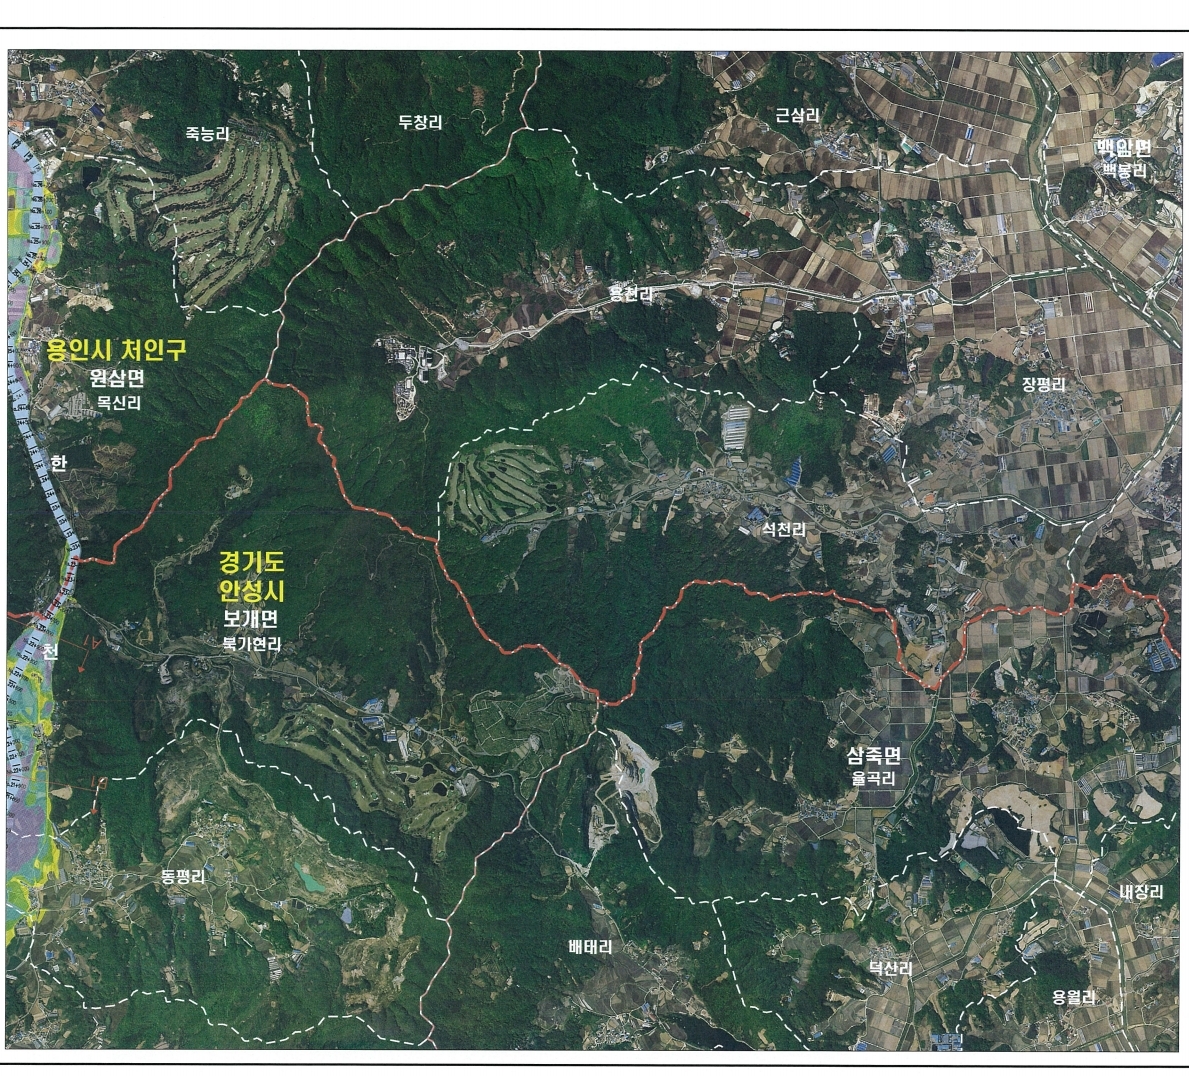 두창리
근삼리
죽능리
백암면
백봉리
용천리
용인시 처인구
원삼면
목신리
장평리
한
석천리
경기도
안성시
보개면
북가현리
천
삼죽면
율곡리
동평리
내장리
배태리
덕산리
용월리